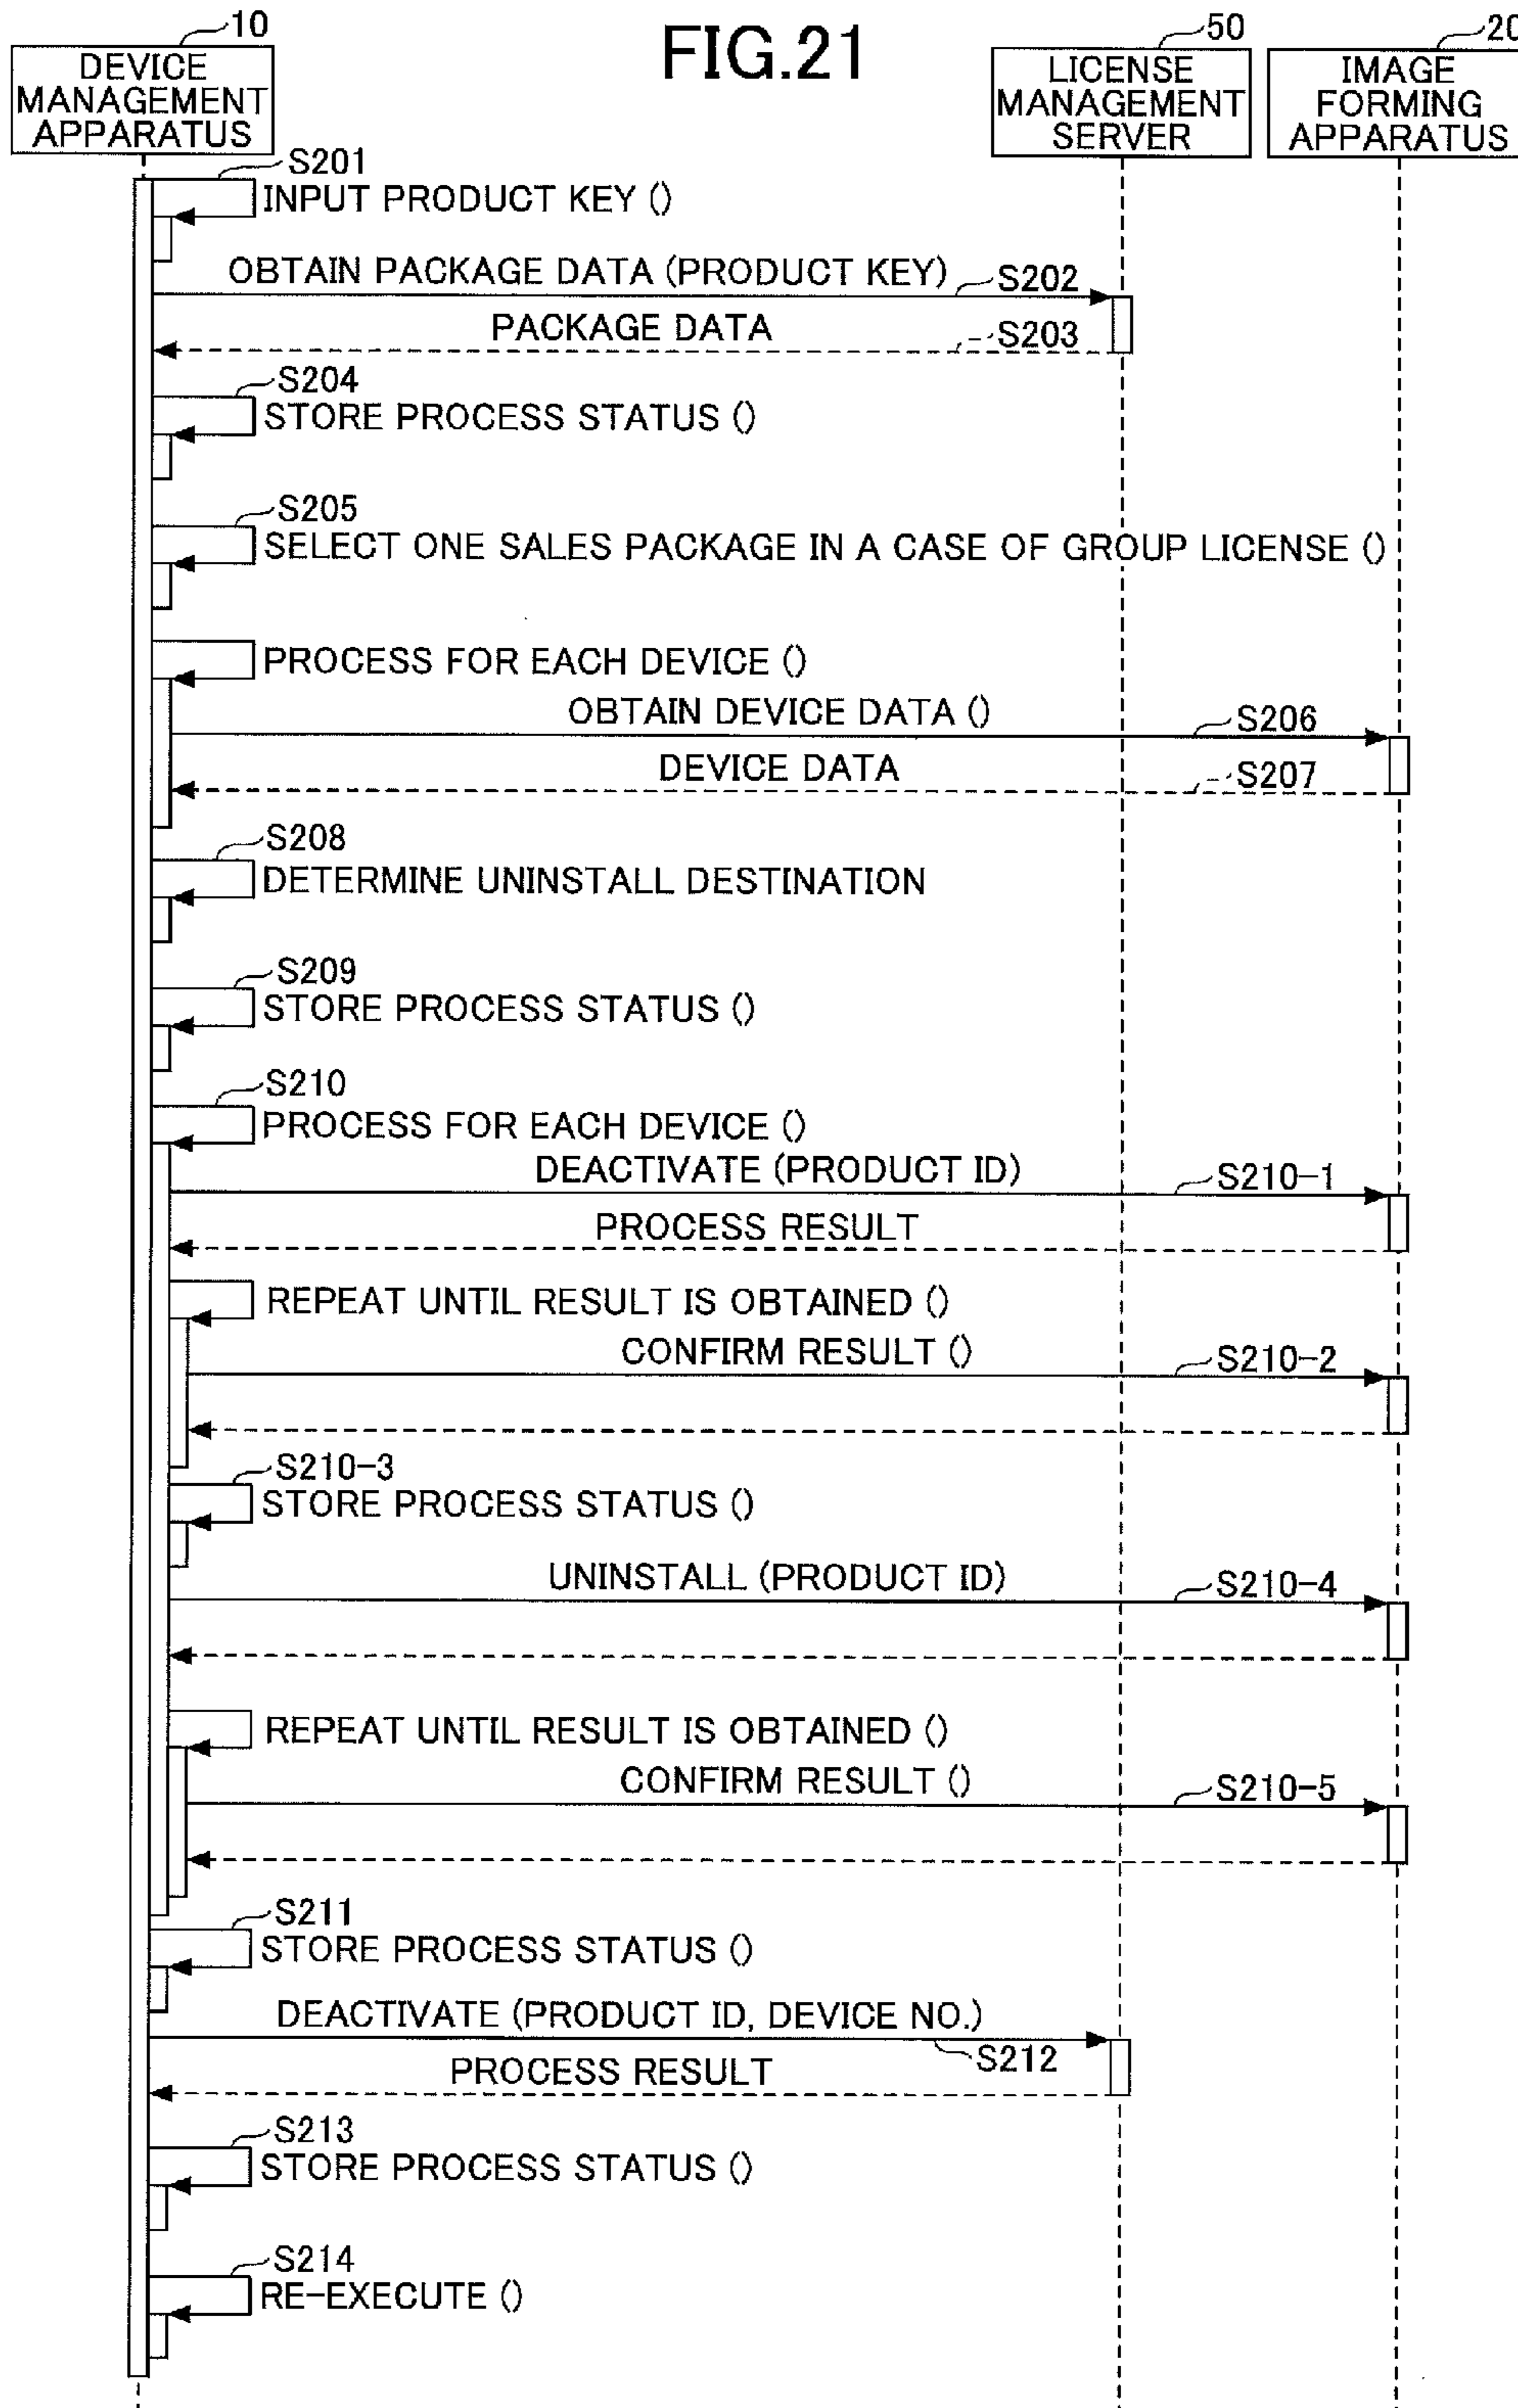 FIG.21
10
DEVICE
MANAGEMENT
APPARATUS
50
LICENSE
MANAGEMENT
SERVER
20
IMAGE
FORMING
APPARATUS
S201
INPUT PRODUCT KEY ()
OBTAIN PACKAGE DATA (PRODUCT KEY)
S202
PACKAGE DATA
S203
S204
STORE PROCESS STATUS ()
S205
SELECT ONE SALES PACKAGE IN A CASE OF GROUP LICENSE ()
PROCESS FOR EACH DEVICE ()
OBTAIN DEVICE DATA ()
S206
DEVICE DATA
S207
S208
DETERMINE UNINSTALL DESTINATION
S209
STORE PROCESS STATUS ()
S210
PROCESS FOR EACH DEVICE ()
DEACTIVATE (PRODUCT ID)
S210-1
PROCESS RESULT
REPEAT UNTIL RESULT IS OBTAINED ()
CONFIRM RESULT ()
S210-2
S210-3
STORE PROCESS STATUS ()
UNINSTALL (PRODUCT ID)
S210-4
REPEAT UNTIL RESULT IS OBTAINED ()
CONFIRM RESULT ()
S210-5
S211
STORE PROCESS STATUS ()
DEACTIVATE (PRODUCT ID, DEVICE NO.)
S212
PROCESS RESULT
S213
STORE PROCESS STATUS ()
S214
RE-EXECUTE ()